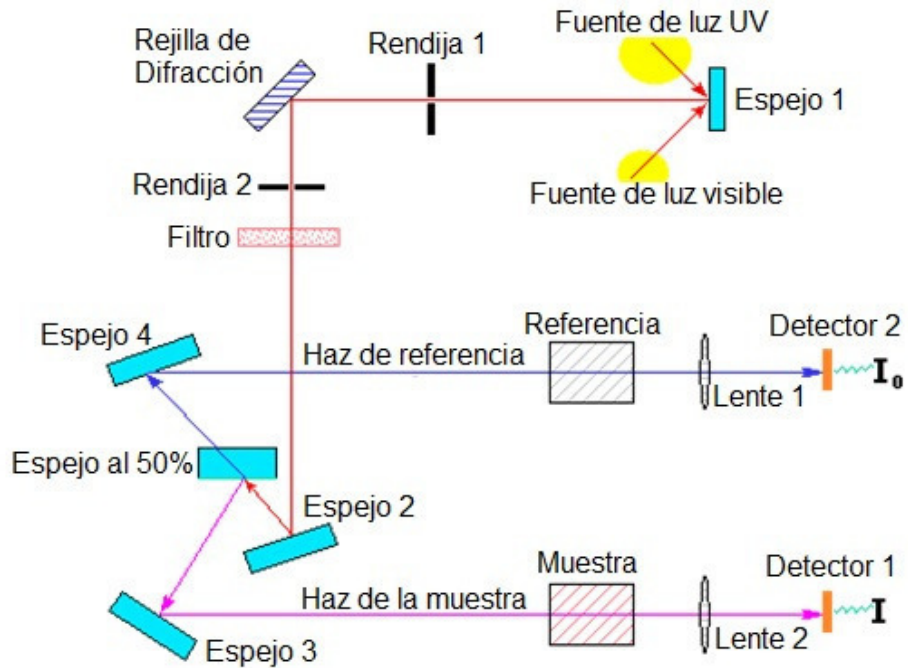 Fuente de luz UV
Rejilla de
Difracción
Rendija 1
Espejo 1
Rendija 2
Fuente de luz visible
Filtro
Espejo 4
Referencia
Detector 2
Haz de referencia
I₀
Lente 1
Espejo al 50%
Espejo 2
Muestra
Detector 1
Haz de la muestra
I
Espejo 3
Lente 2